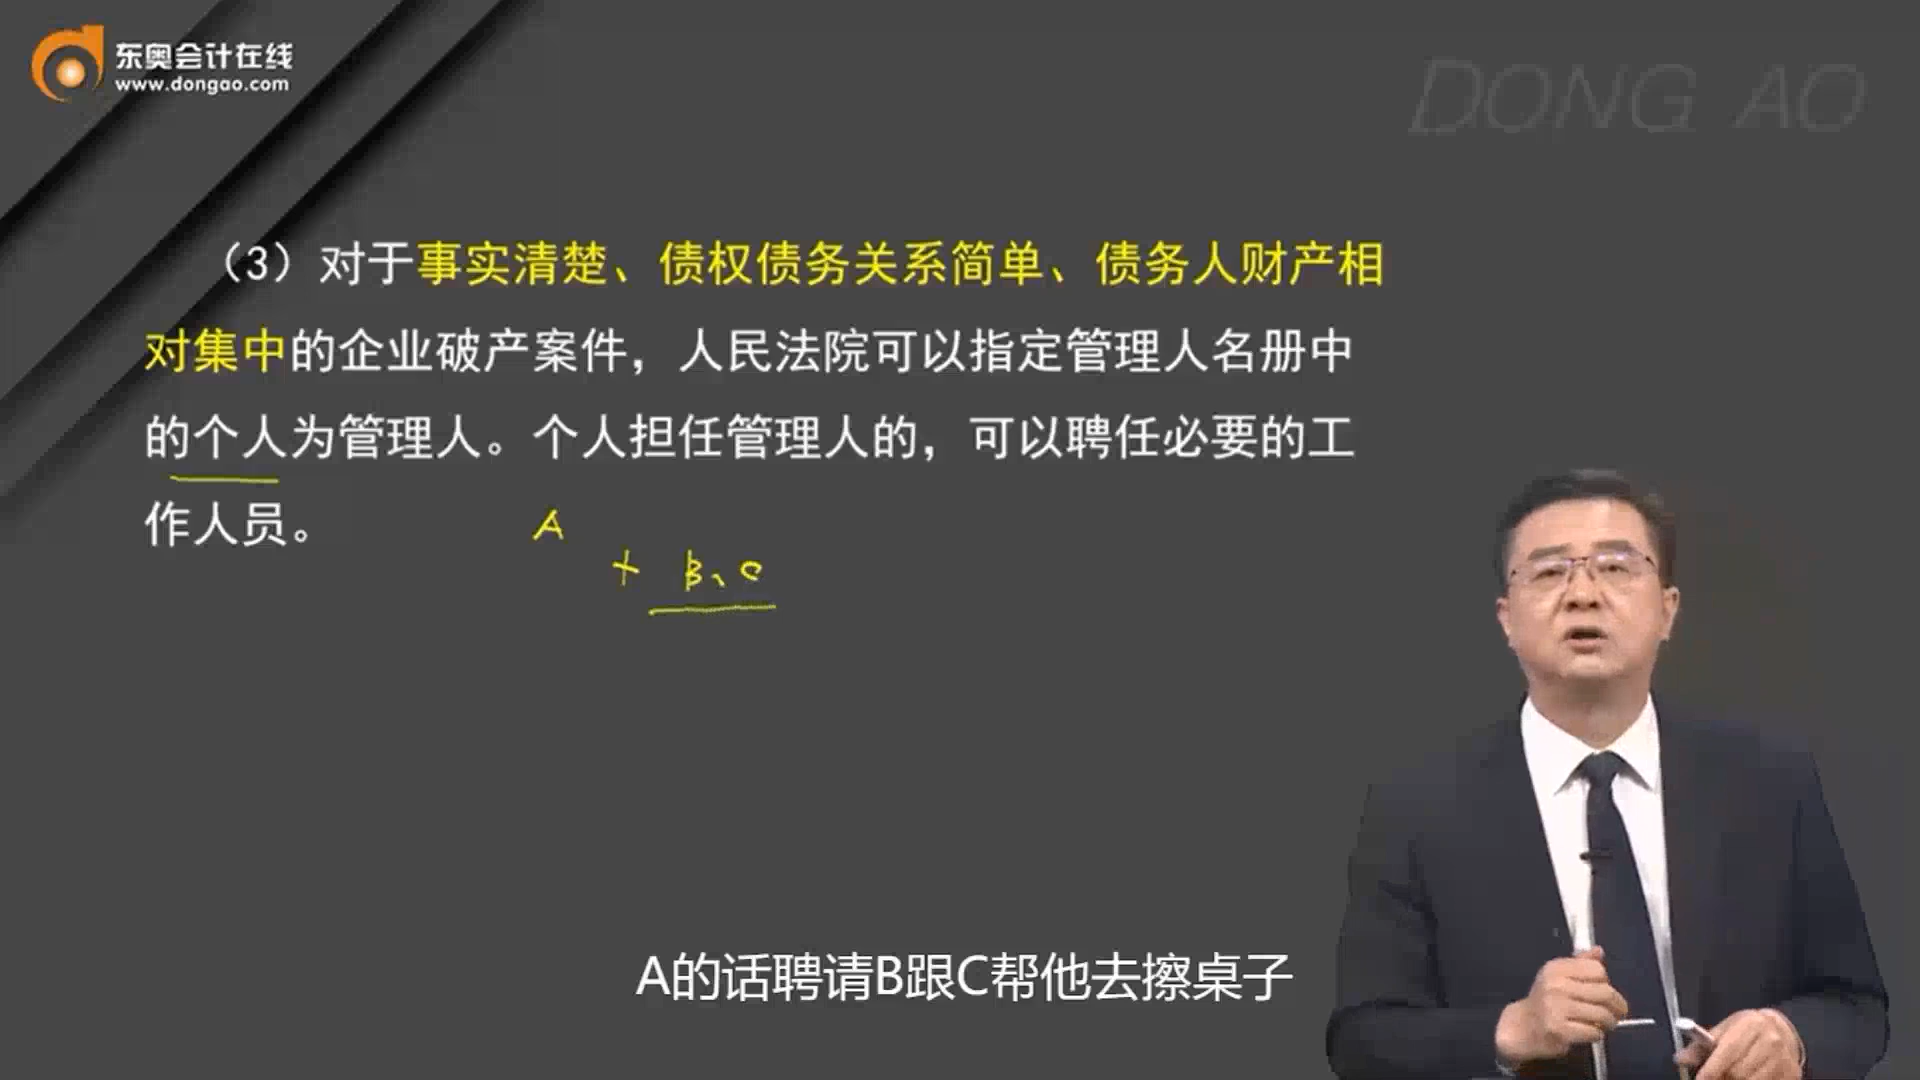 东奥会计在线
www.dongao.com
DONG AO
（3）对于事实清楚、债权债务关系简单、债务人财产相
对集中的企业破产案件，人民法院可以指定管理人名册中
的个人为管理人。个人担任管理人的，可以聘任必要的工
作人员。
A
+ B、C
A的话聘请B跟C帮他去擦桌子